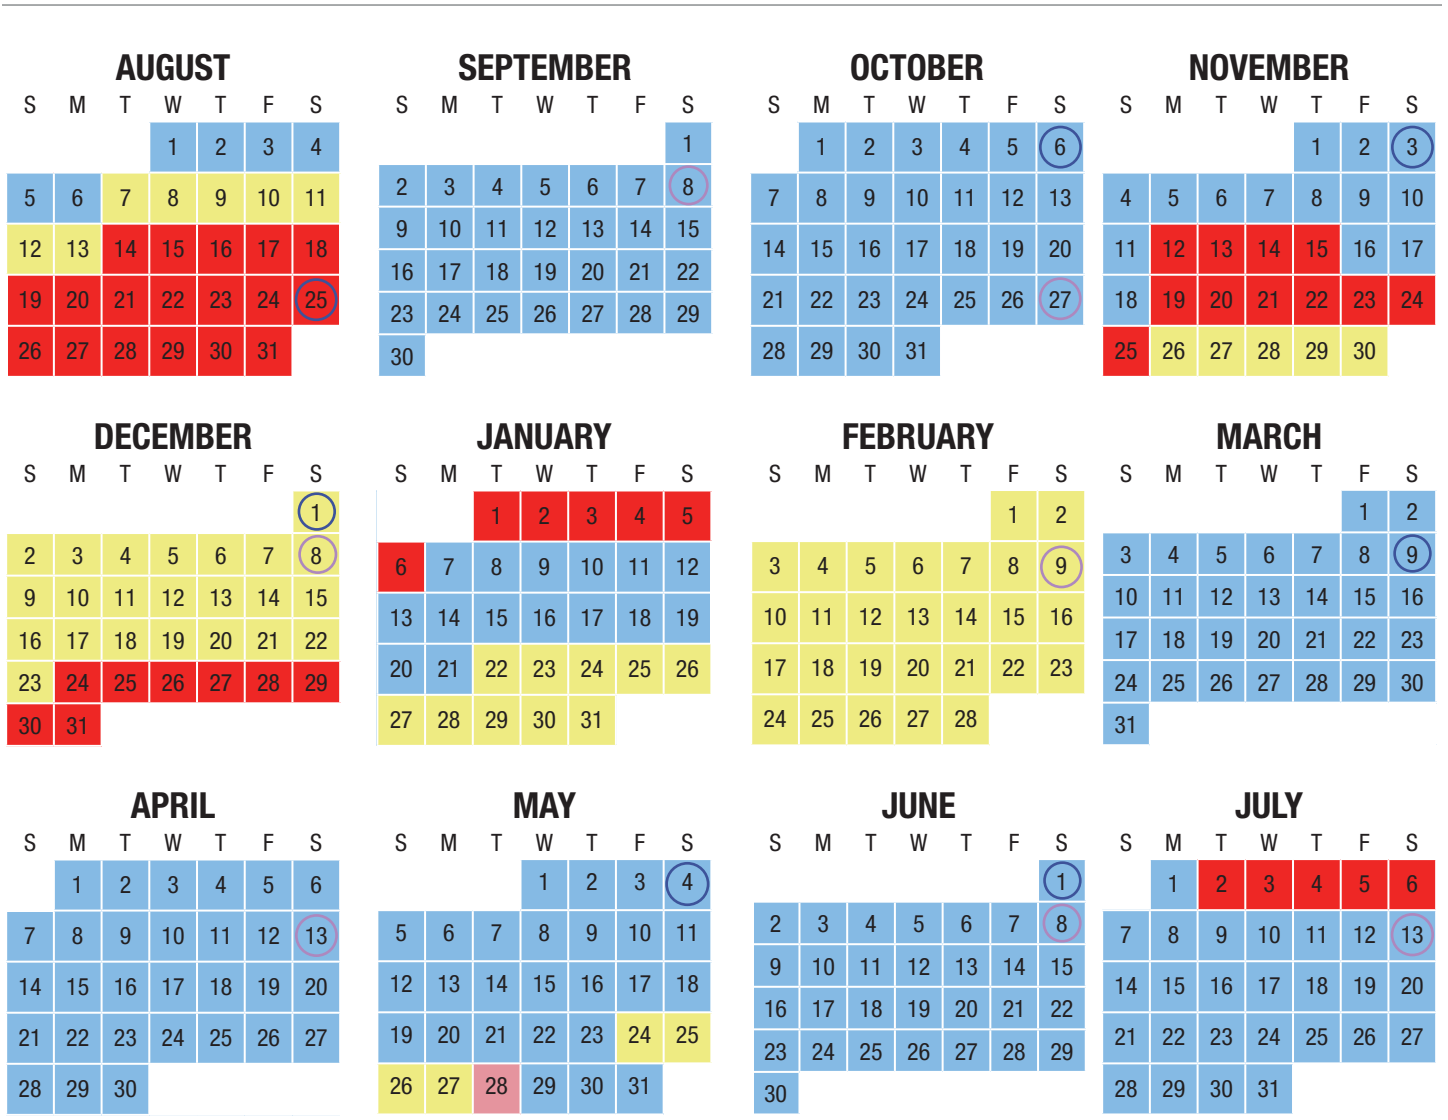 AUGUST
S M T W T F S
1 2 3 4
5 6 7 8 9 10 11
12 13 14 15 16 17 18
19 20 21 22 23 24 25
26 27 28 29 30 31
SEPTEMBER
S M T W T F S
1
2 3 4 5 6 7 8
9 10 11 12 13 14 15
16 17 18 19 20 21 22
23 24 25 26 27 28 29
30
OCTOBER
S M T W T F S
1 2 3 4 5 6
7 8 9 10 11 12 13
14 15 16 17 18 19 20
21 22 23 24 25 26 27
28 29 30 31
NOVEMBER
S M T W T F S
1 2 3
4 5 6 7 8 9 10
11 12 13 14 15 16 17
18 19 20 21 22 23 24
25 26 27 28 29 30
DECEMBER
S M T W T F S
1
2 3 4 5 6 7 8
9 10 11 12 13 14 15
16 17 18 19 20 21 22
23 24 25 26 27 28 29
30 31
JANUARY
S M T W T F S
1 2 3 4 5
6 7 8 9 10 11 12
13 14 15 16 17 18 19
20 21 22 23 24 25 26
27 28 29 30 31
FEBRUARY
S M T W T F S
1 2
3 4 5 6 7 8 9
10 11 12 13 14 15 16
17 18 19 20 21 22 23
24 25 26 27 28
MARCH
S M T W T F S
1 2
3 4 5 6 7 8 9
10 11 12 13 14 15 16
17 18 19 20 21 22 23
24 25 26 27 28 29 30
31
APRIL
S M T W T F S
1 2 3 4 5 6
7 8 9 10 11 12 13
14 15 16 17 18 19 20
21 22 23 24 25 26 27
28 29 30
MAY
S M T W T F S
1 2 3 4
5 6 7 8 9 10 11
12 13 14 15 16 17 18
19 20 21 22 23 24 25
26 27 28 29 30 31
JUNE
S M T W T F S
1
2 3 4 5 6 7 8
9 10 11 12 13 14 15
16 17 18 19 20 21 22
23 24 25 26 27 28 29
30
JULY
S M T W T F S
1 2 3 4 5 6
7 8 9 10 11 12 13
14 15 16 17 18 19 20
21 22 23 24 25 26 27
28 29 30 31